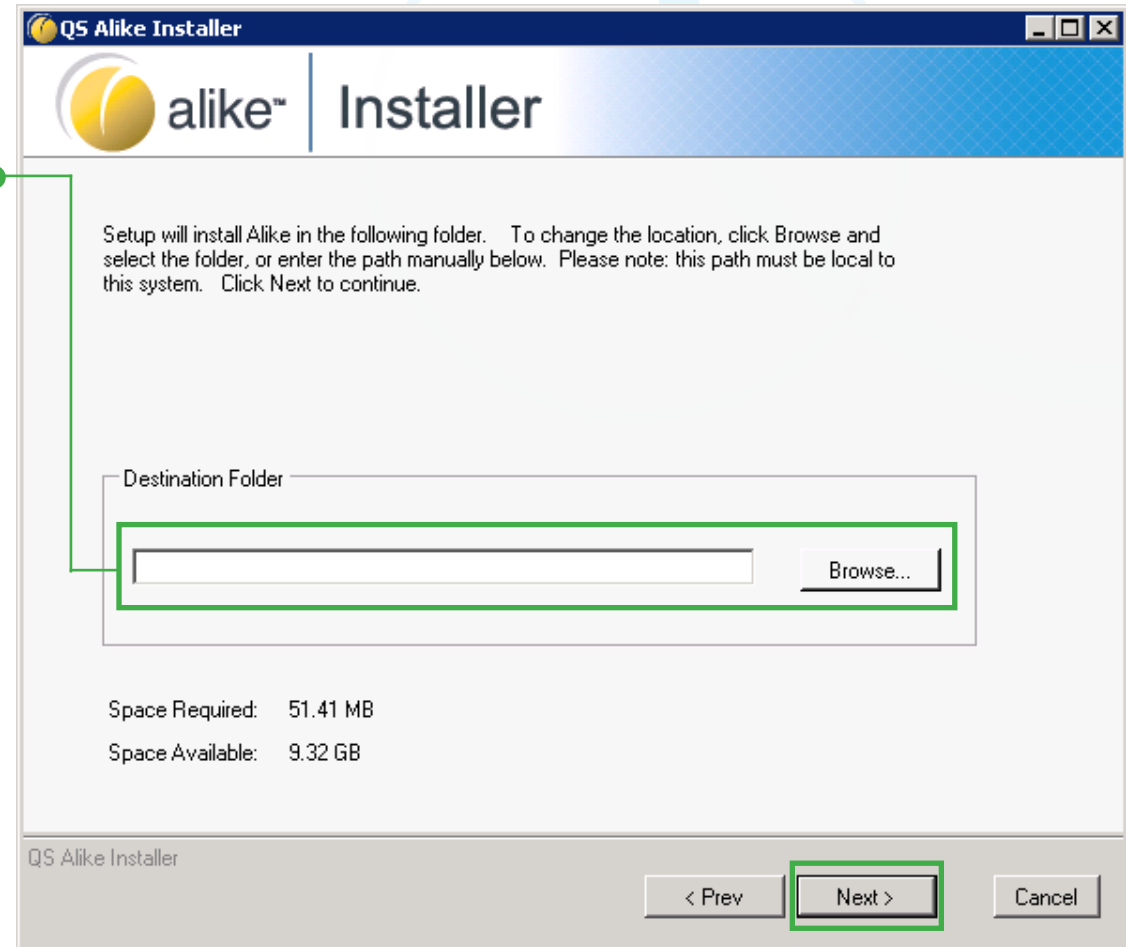 QS Alike Installer
alike™ Installer
Setup will install Alike in the following folder. To change the location, click Browse and
select the folder, or enter the path manually below. Please note: this path must be local to
this system. Click Next to continue.
Destination Folder
Browse...
Space Required: 51.41 MB
Space Available: 9.32 GB
QS Alike Installer
< Prev Next > Cancel